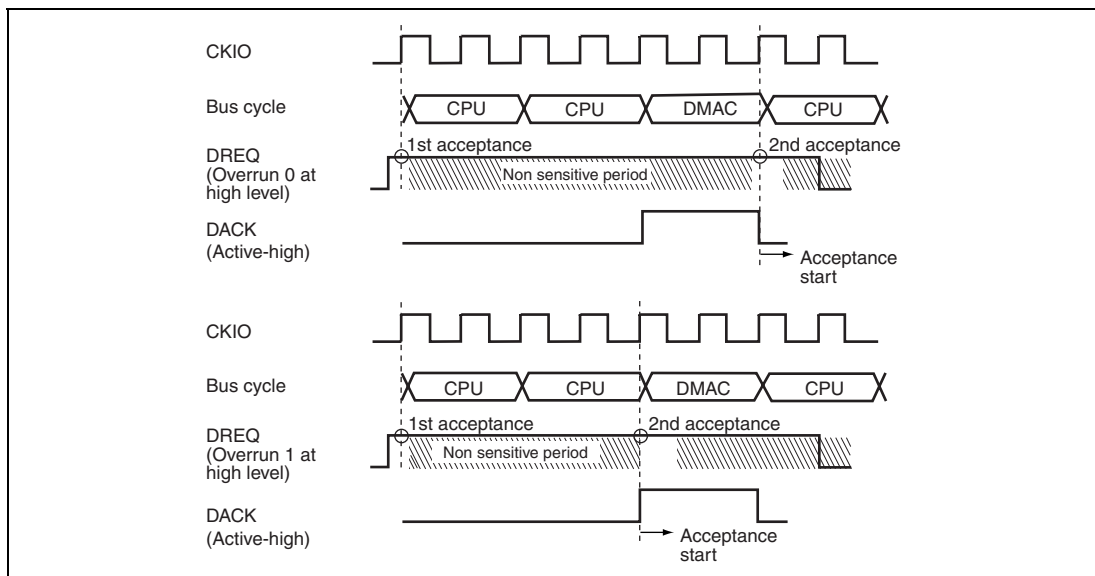 CKIO
Bus cycle
CPU
CPU
DMAC
CPU
DREQ
(Overrun 0 at
high level)
1st acceptance
2nd acceptance
Non sensitive period
DACK
(Active-high)
Acceptance
start
CKIO
Bus cycle
CPU
CPU
DMAC
CPU
DREQ
(Overrun 1 at
high level)
1st acceptance
2nd acceptance
Non sensitive period
DACK
(Active-high)
Acceptance
start